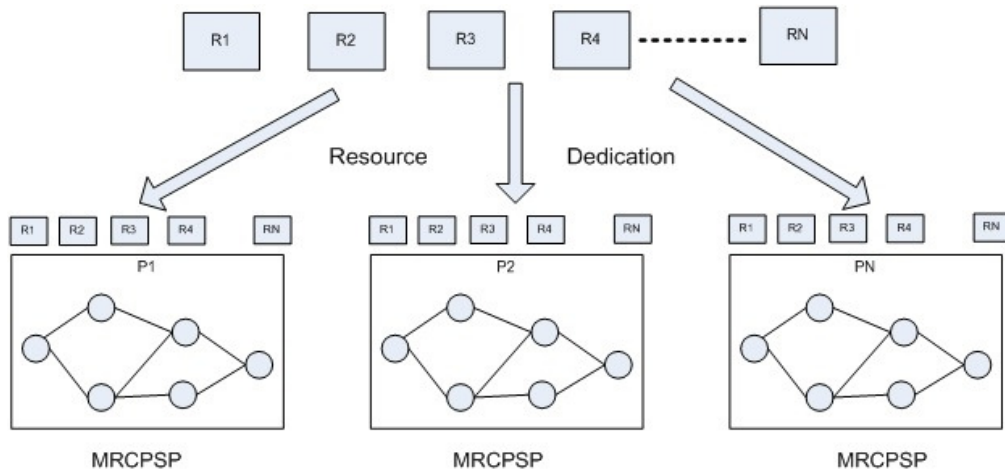 R1 R2 R3 R4 RN
Resource Dedication
R1 R2 R3 R4 RN R1 R2 R3 R4 RN R1 R2 R3 R4 RN
P1 P2 PN
MRCPSP MRCPSP MRCPSP